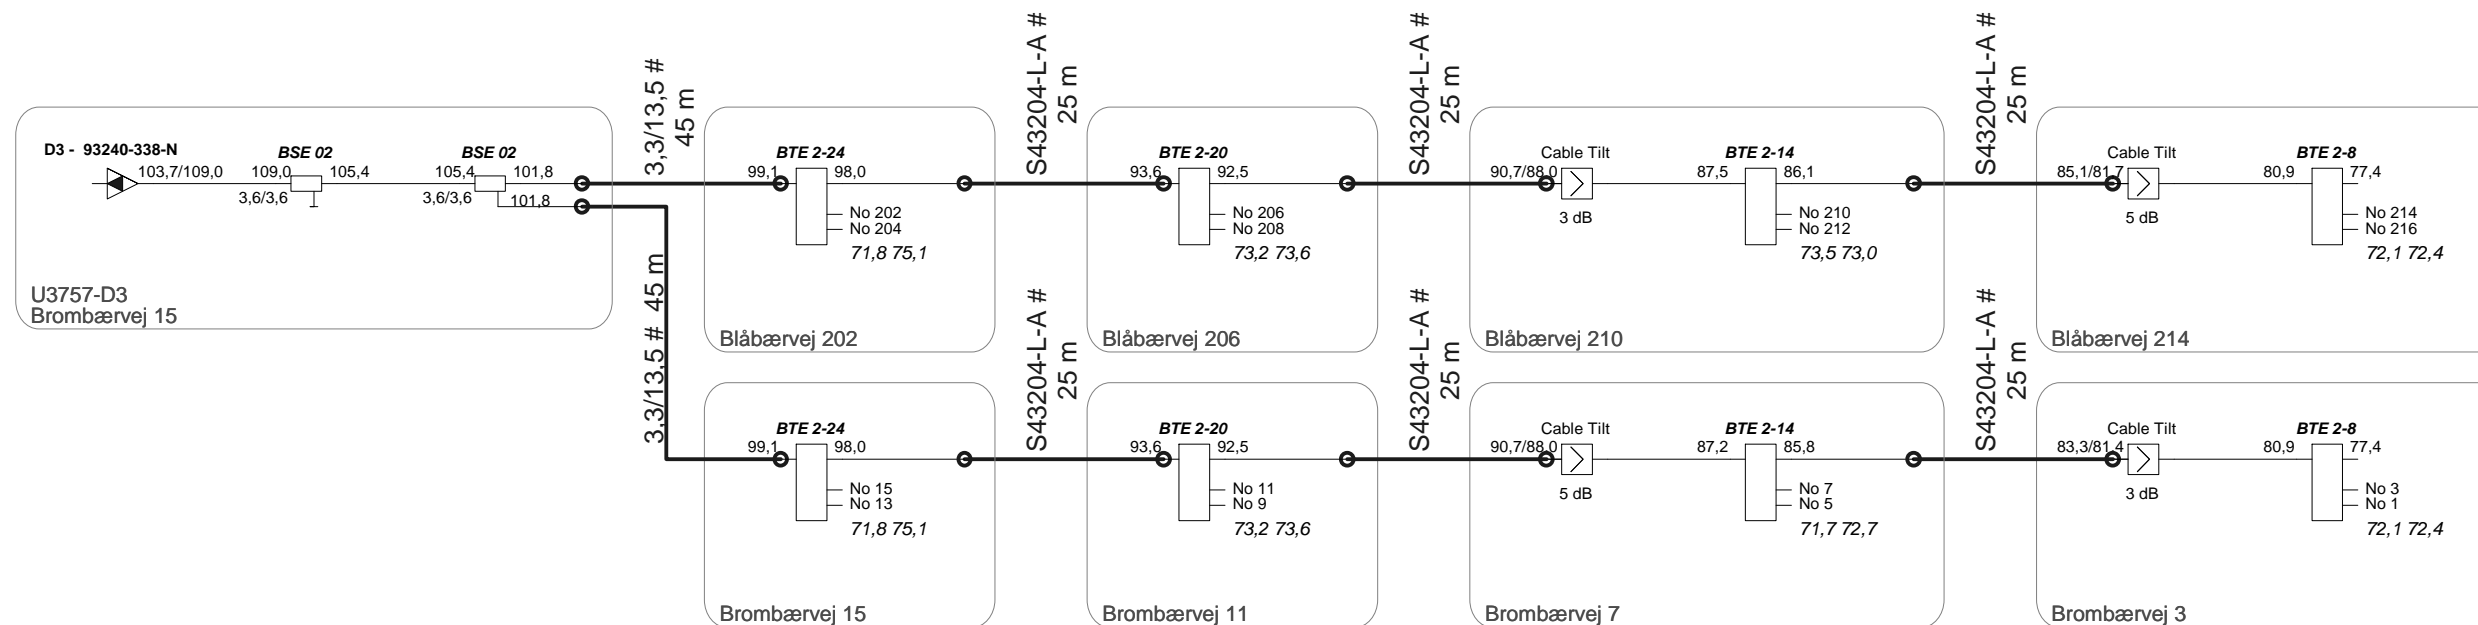 D3 - 93240-338-N
103,7/109,0
BSE 02
109,0
105,4
3,6/3,6
BSE 02
105,4
101,8
3,6/3,6
101,8
U3757-D3
Brombærvej 15
3,3/13,5 #
45 m
BTE 2-24
99,1
98,0
No 202
No 204
71,8 75,1
Blåbærvej 202
S43204-L-A #
25 m
BTE 2-20
93,6
92,5
No 206
No 208
73,2 73,6
Blåbærvej 206
S43204-L-A #
25 m
90,7/88,0
Cable Tilt
3 dB
BTE 2-14
87,5
86,1
No 210
No 212
73,5 73,0
Blåbærvej 210
S43204-L-A #
25 m
85,1/81,7
Cable Tilt
5 dB
BTE 2-8
80,9
77,4
No 214
No 216
72,1 72,4
Blåbærvej 214
3,3/13,5 # 45 m
BTE 2-24
99,1
98,0
No 15
No 13
71,8 75,1
Brombærvej 15
S43204-L-A #
25 m
BTE 2-20
93,6
92,5
No 11
No 9
73,2 73,6
Brombærvej 11
S43204-L-A #
25 m
90,7/88,0
Cable Tilt
5 dB
BTE 2-14
87,2
85,8
No 7
No 5
71,7 72,7
Brombærvej 7
S43204-L-A #
25 m
83,3/81,4
Cable Tilt
3 dB
BTE 2-8
80,9
77,4
No 3
No 1
72,1 72,4
Brombærvej 3